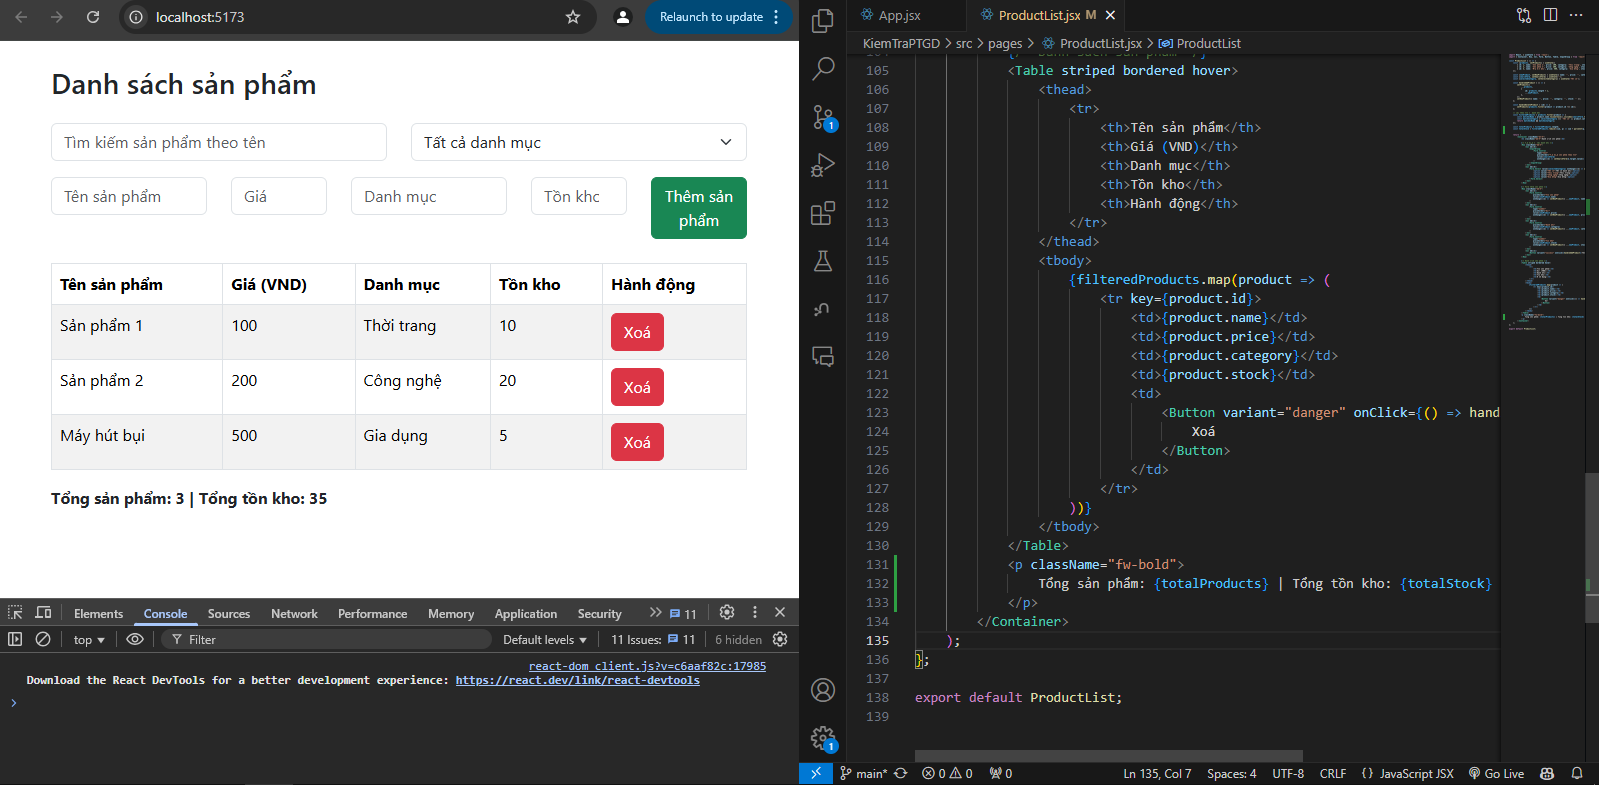 localhost:5173
Relaunch to update
Danh sách sản phẩm
Tìm kiếm sản phẩm theo tên
Tất cả danh mục
Tên sản phẩm
Giá
Danh mục
Tồn khc
Thêm sản
phẩm
Tên sản phẩm Giá (VND) Danh mục Tồn kho Hành động
Sản phẩm 1 100 Thời trang 10 Xoá
Sản phẩm 2 200 Công nghệ 20 Xoá
Máy hút bụi 500 Gia dụng 5 Xoá
Tổng sản phẩm: 3 | Tổng tồn kho: 35
Elements Console Sources Network Performance Memory Application Security 11
top Filter Default levels 11 Issues: 11 6 hidden
react-dom client.js?v=c6aaf82c:17985
Download the React DevTools for a better development experience: https://react.dev/link/react-devtools
1
1
App.jsx ProductList.jsx M
KiemTraPTGD > src > pages > ProductList.jsx > ProductList
105 <Table striped bordered hover>
106 <thead>
107 <tr>
108 <th>Tên sản phẩm</th>
109 <th>Giá (VND)</th>
110 <th>Danh mục</th>
111 <th>Tồn kho</th>
112 <th>Hành động</th>
113 </tr>
114 </thead>
115 <tbody>
116 {filteredProducts.map(product => (
117 <tr key={product.id}>
118 <td>{product.name}</td>
119 <td>{product.price}</td>
120 <td>{product.category}</td>
121 <td>{product.stock}</td>
122 <td>
123 <Button variant="danger" onClick={() => hand
124 Xoá
125 </Button>
126 </td>
127 </tr>
128 ))}
129 </tbody>
130 </Table>
131 <p className="fw-bold">
132 Tổng sản phẩm: {totalProducts} | Tổng tồn kho: {totalStock}
133 </p>
134 </Container>
135 );
136 };
137
138 export default ProductList;
139
main* 0 0 0 Ln 135, Col 7 Spaces: 4 UTF-8 CRLF { } JavaScript JSX Go Live